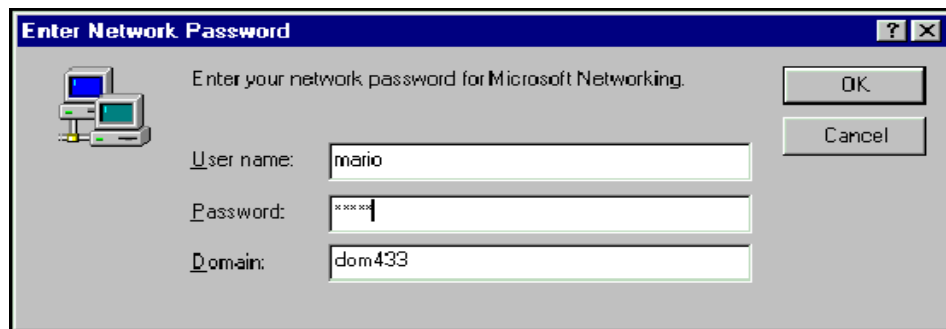 Enter Network Password
Enter your network password for Microsoft Networking.
OK
Cancel
User name: mario
Password: *****
Domain: dom433